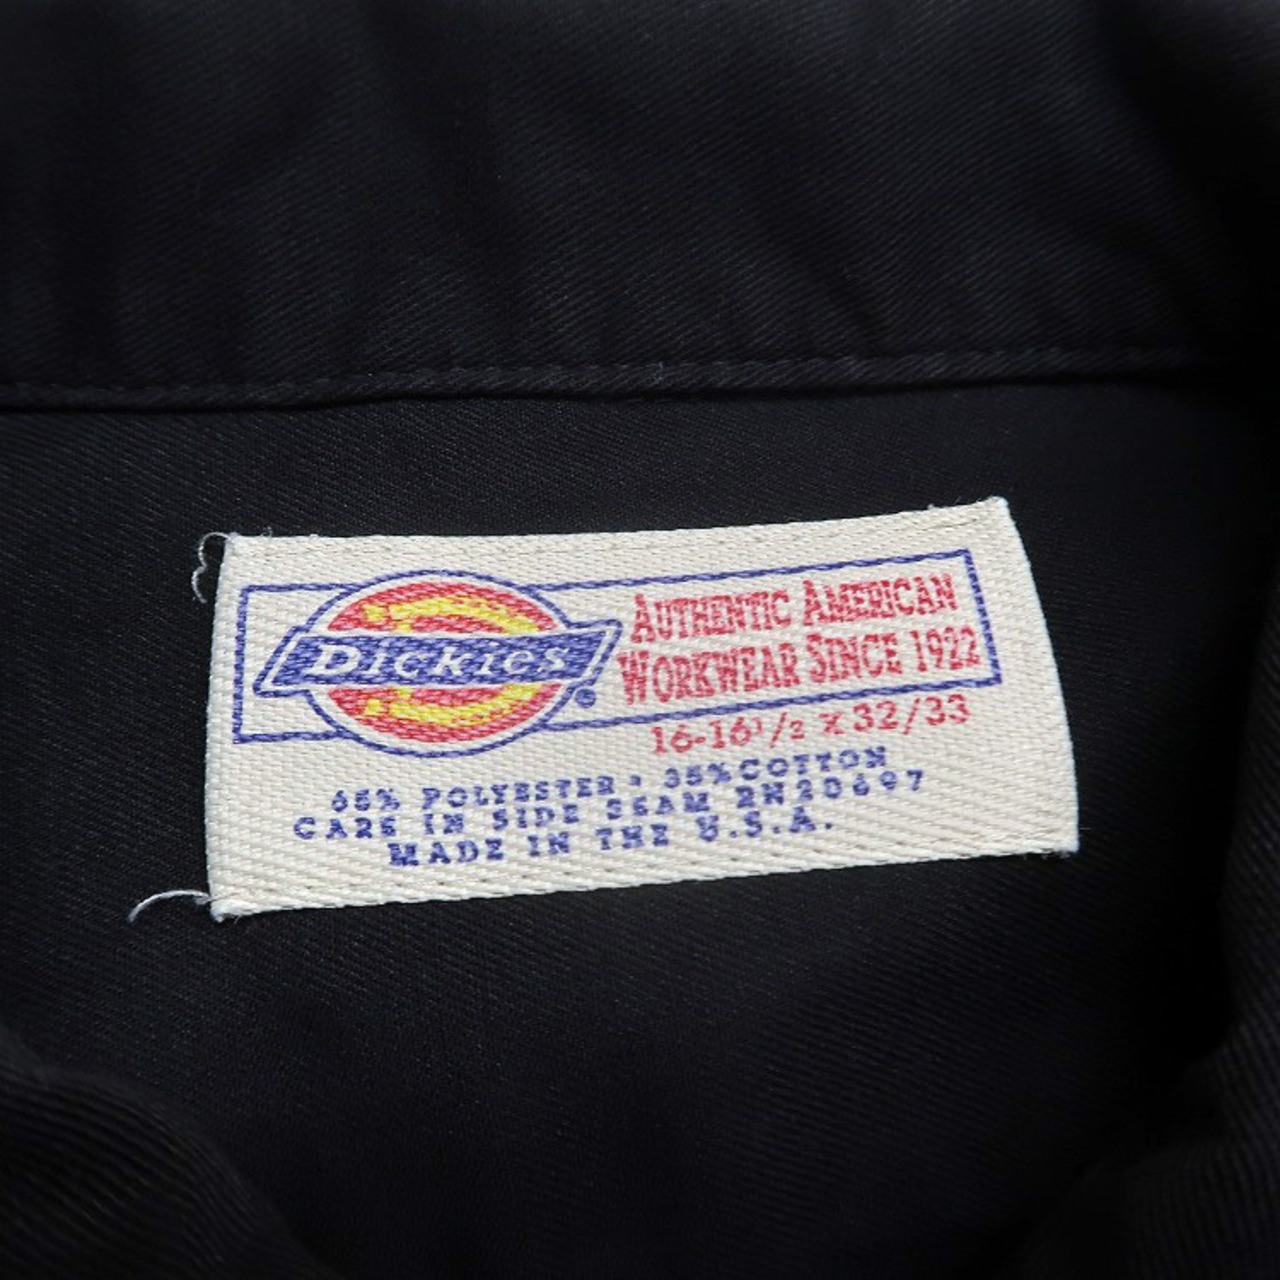 Dickies®
AUTHENTIC AMERICAN
WORKWEAR SINCE 1922
16-16½ X 32/33
65% POLYESTER • 35% COTTON
CARE IN SIDE SEAM RN20697
MADE IN THE U.S.A.